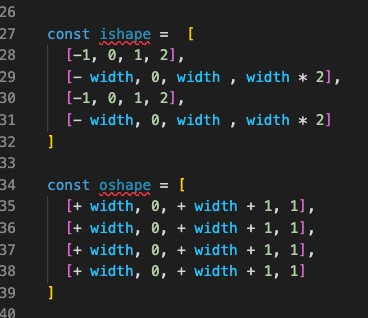 26
27 const ishape =  [
28 [-1, 0, 1, 2],
29 [- width, 0, width , width * 2],
30 [-1, 0, 1, 2],
31 [- width, 0, width , width * 2]
32 ]
33
34 const oshape = [
35 [+ width, 0, + width + 1, 1],
36 [+ width, 0, + width + 1, 1],
37 [+ width, 0, + width + 1, 1],
38 [+ width, 0, + width + 1, 1]
39 ]
40